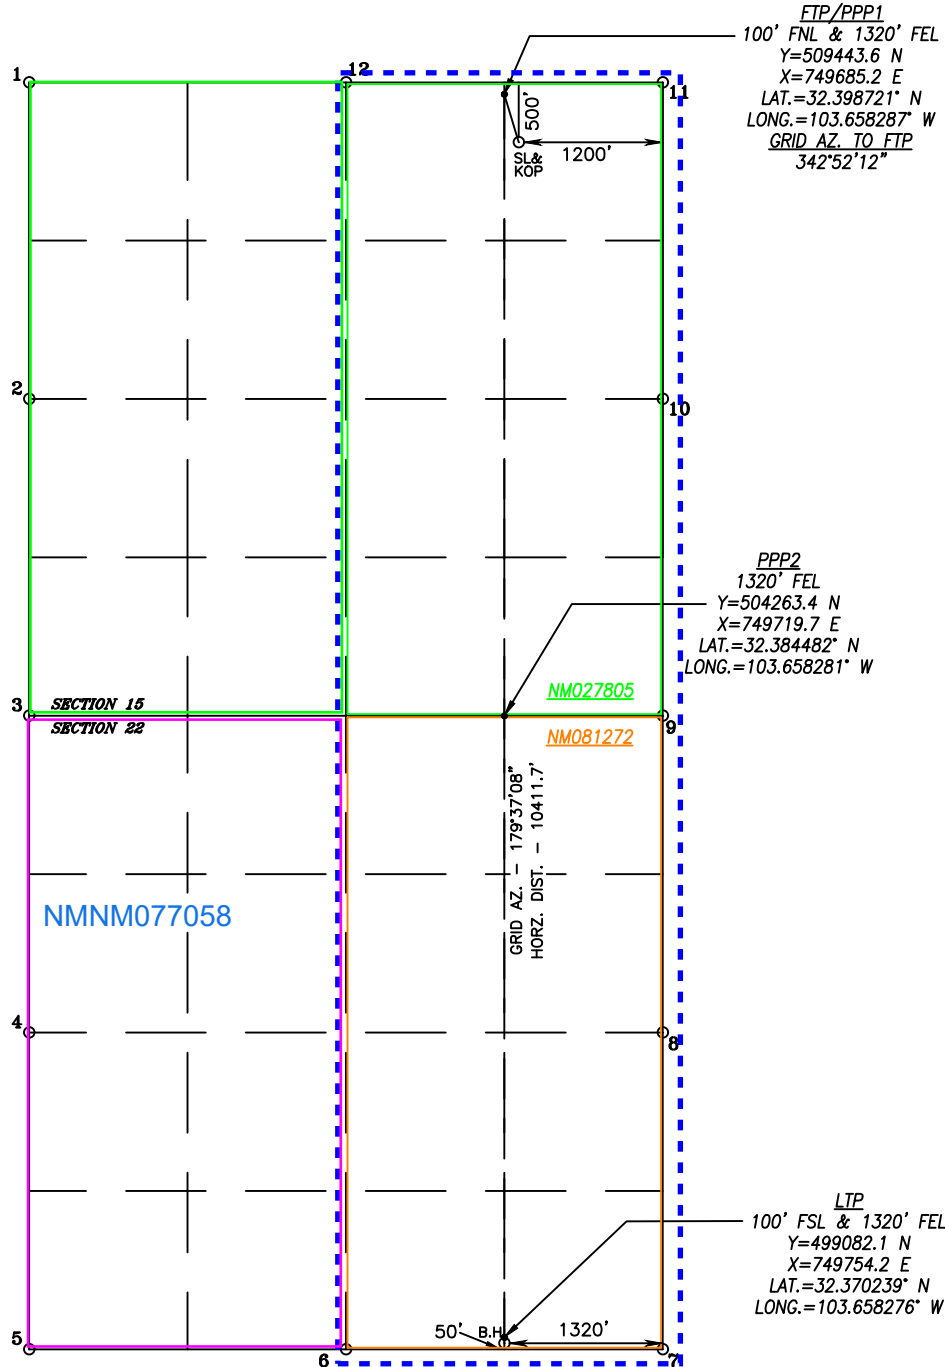 FTP/PPP1
100' FNL & 1320' FEL
Y=509443.6 N
X=749685.2 E
LAT.=32.398721° N
LONG.=103.658287° W
GRID AZ. TO FTP
342°52'12"
1
12
11
500'
SL&
KOP
1200'
2
10
PPP2
1320' FEL
Y=504263.4 N
X=749719.7 E
LAT.=32.384482° N
LONG.=103.658281° W
NM027805
SECTION 15
3
SECTION 22
9
NM081272
GRID AZ. – 179°37'08"
HORZ. DIST. – 10411.7'
NMNM077058
4
8
LTP
100' FSL & 1320' FEL
Y=499082.1 N
X=749754.2 E
LAT.=32.370239° N
LONG.=103.658276° W
5
50'
B.H.
1320'
6
7